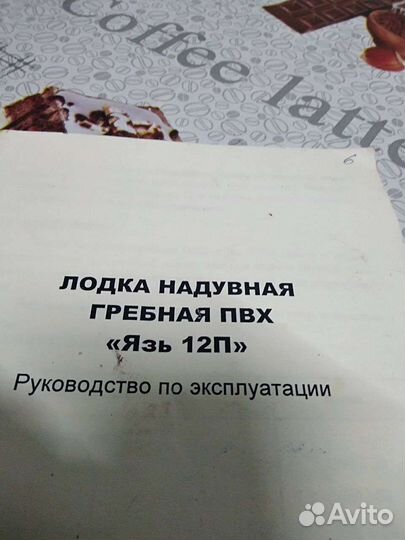 Coffee latte
6
ЛОДКА НАДУВНАЯ
ГРЕБНАЯ ПВХ
«Язь 12П»
Руководство по эксплуатации
Avito